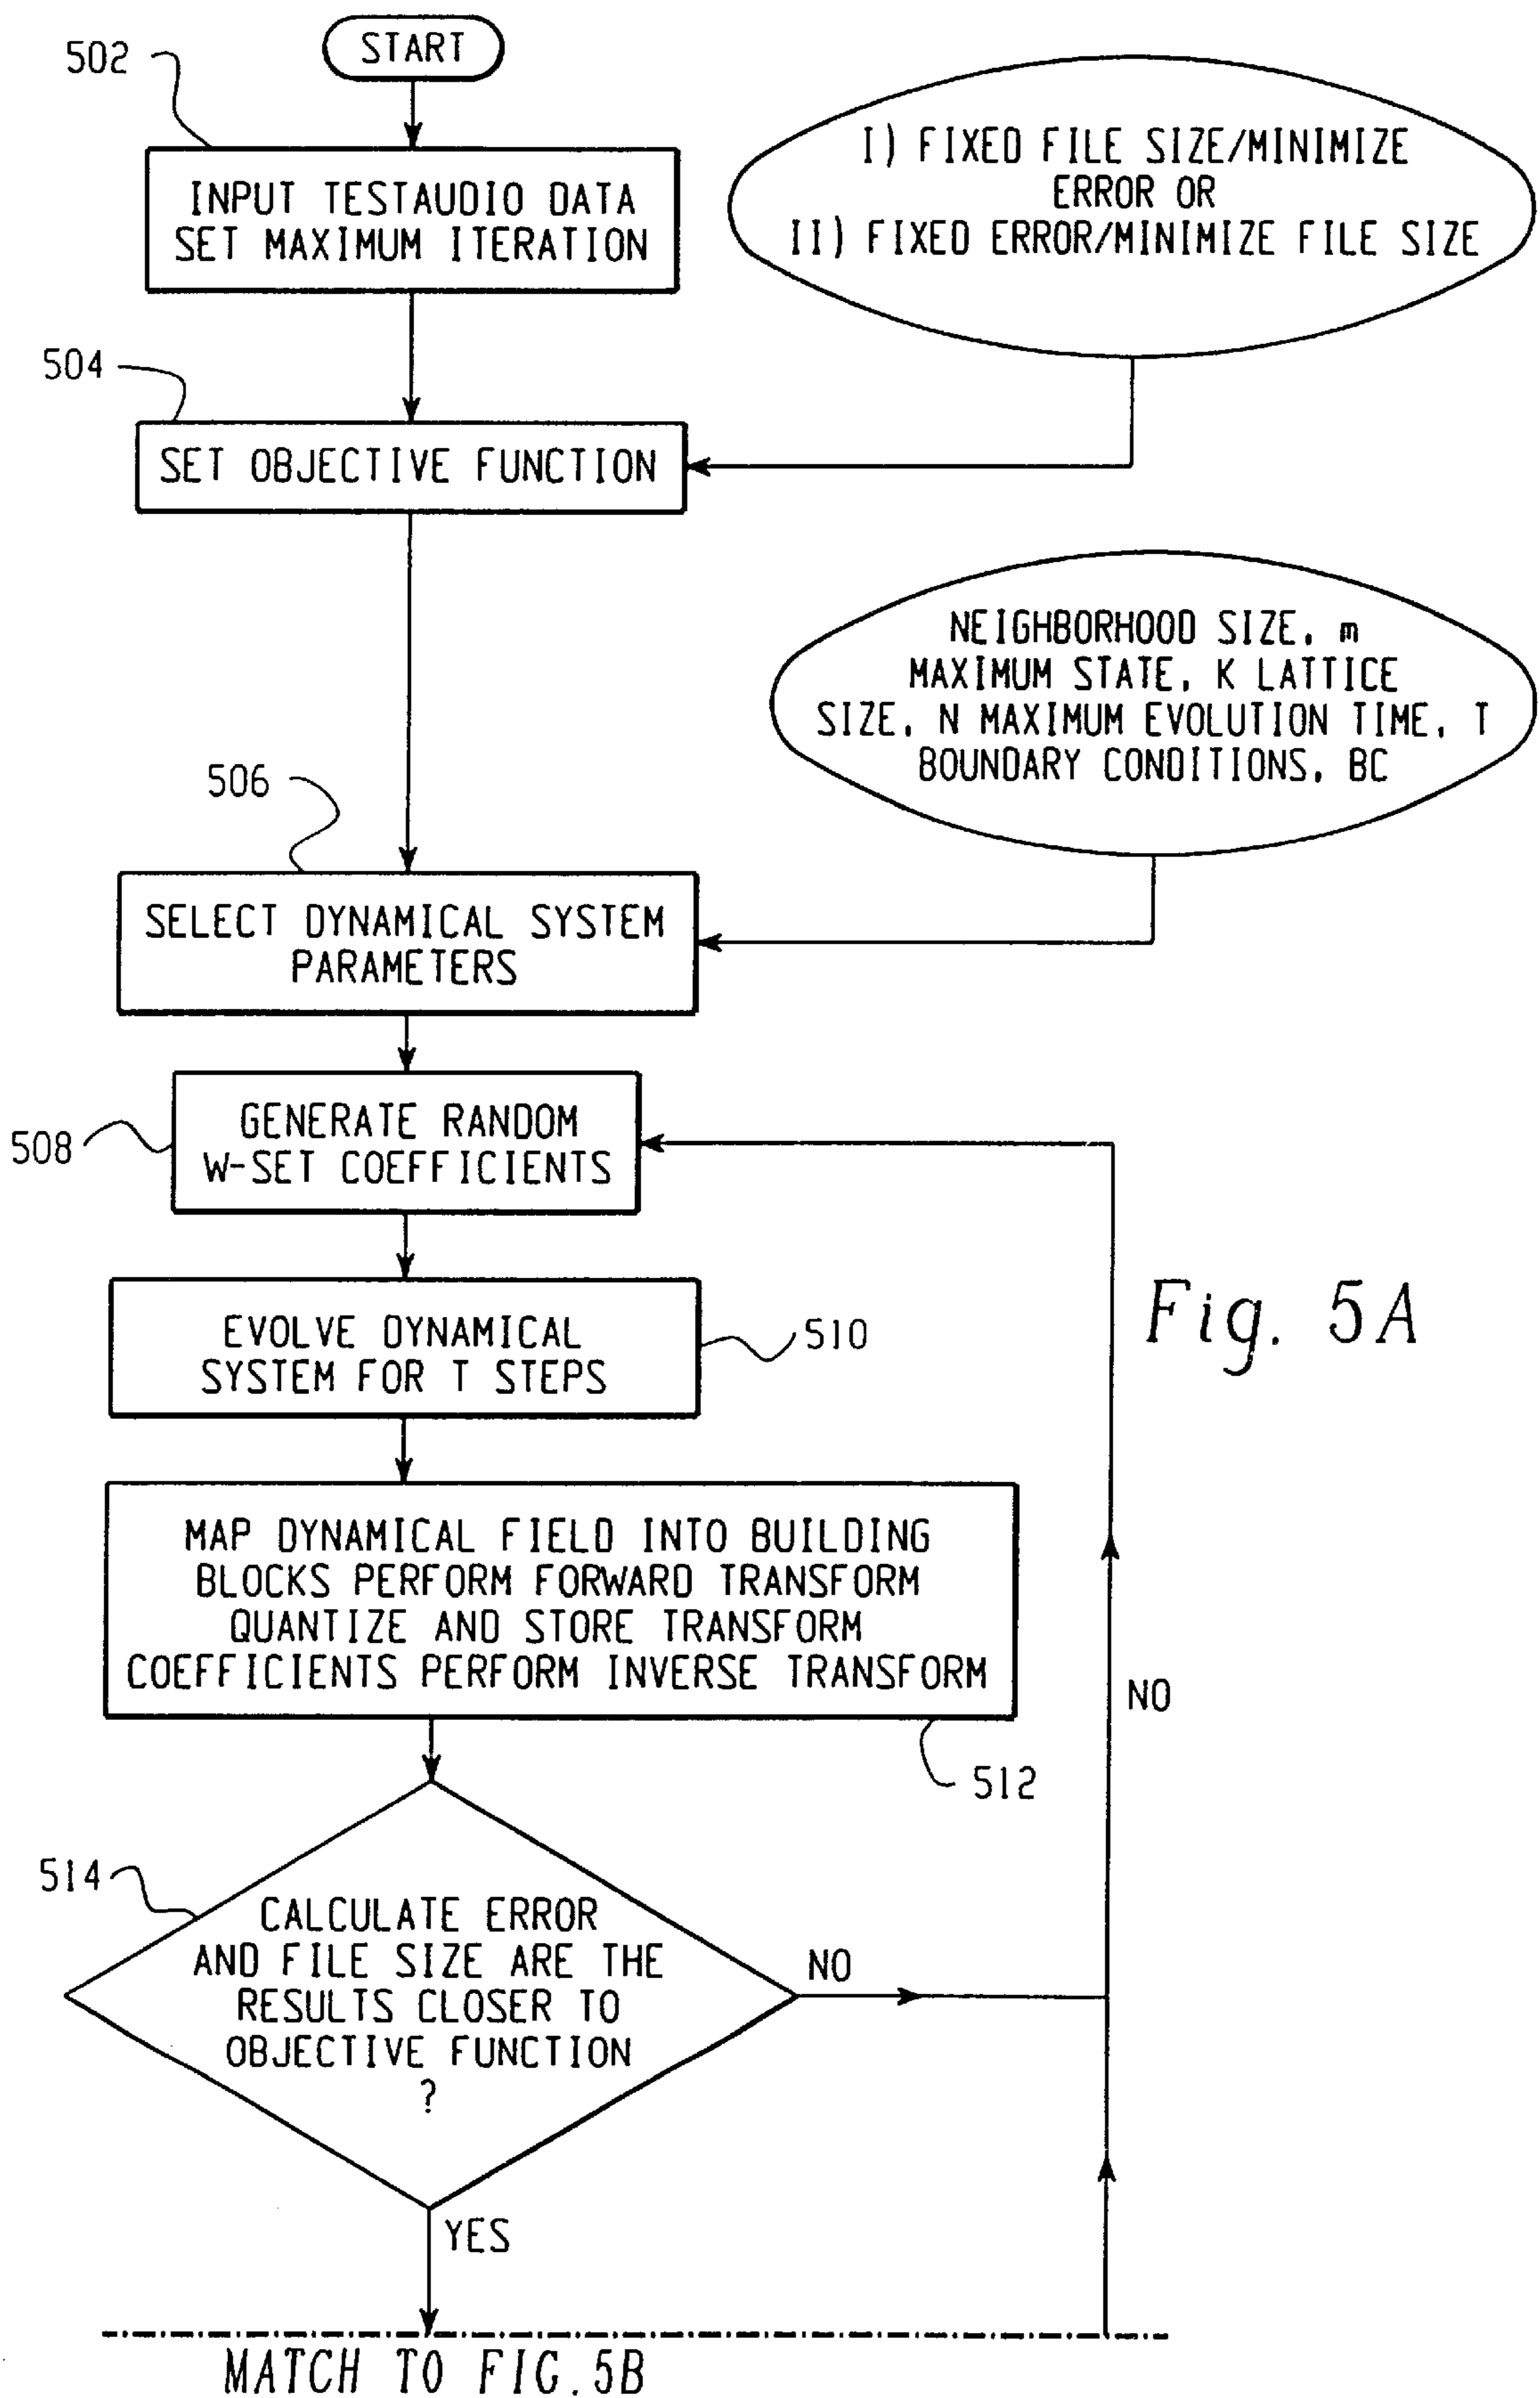 START
502
INPUT TESTAUDIO DATA
SET MAXIMUM ITERATION
I) FIXED FILE SIZE/MINIMIZE
ERROR OR
II) FIXED ERROR/MINIMIZE FILE SIZE
504
SET OBJECTIVE FUNCTION
NEIGHBORHOOD SIZE, m
MAXIMUM STATE, K LATTICE
SIZE, N MAXIMUM EVOLUTION TIME, T
BOUNDARY CONDITIONS, BC
506
SELECT DYNAMICAL SYSTEM
PARAMETERS
508
GENERATE RANDOM
W-SET COEFFICIENTS
EVOLVE DYNAMICAL
SYSTEM FOR T STEPS
510
Fig. 5A
MAP DYNAMICAL FIELD INTO BUILDING
BLOCKS PERFORM FORWARD TRANSFORM
QUANTIZE AND STORE TRANSFORM
COEFFICIENTS PERFORM INVERSE TRANSFORM
NO
512
514
CALCULATE ERROR
AND FILE SIZE ARE THE
RESULTS CLOSER TO
OBJECTIVE FUNCTION
?
NO
YES
MATCH TO FIG.5B